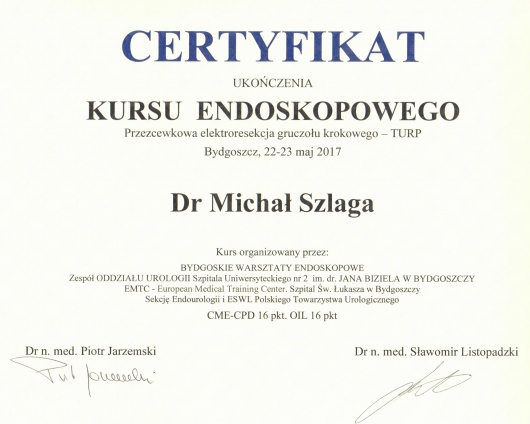 CERTYFIKAT
UKOŃCZENIA
KURSU ENDOSKOPOWEGO
Przezcewkowa elektroresekcja gruczołu krokowego – TURP
Bydgoszcz, 22-23 maj 2017
Dr Michał Szlaga
Kurs organizowany przez:
BYDGOSKIE WARSZTATY ENDOSKOPOWE
Zespół ODDZIAŁU UROLOGII Szpitala Uniwersyteckiego nr 2 im. dr. JANA BIZIELA W BYDGOSZCZY
EMTC - European Medical Training Center. Szpital Św. Łukasza w Bydgoszczy
Sekcję Endourologii i ESWL Polskiego Towarzystwa Urologicznego
CME-CPD 16 pkt. OIL 16 pkt
Dr n. med. Piotr Jarzemski
Dr n. med. Sławomir Listopadzki